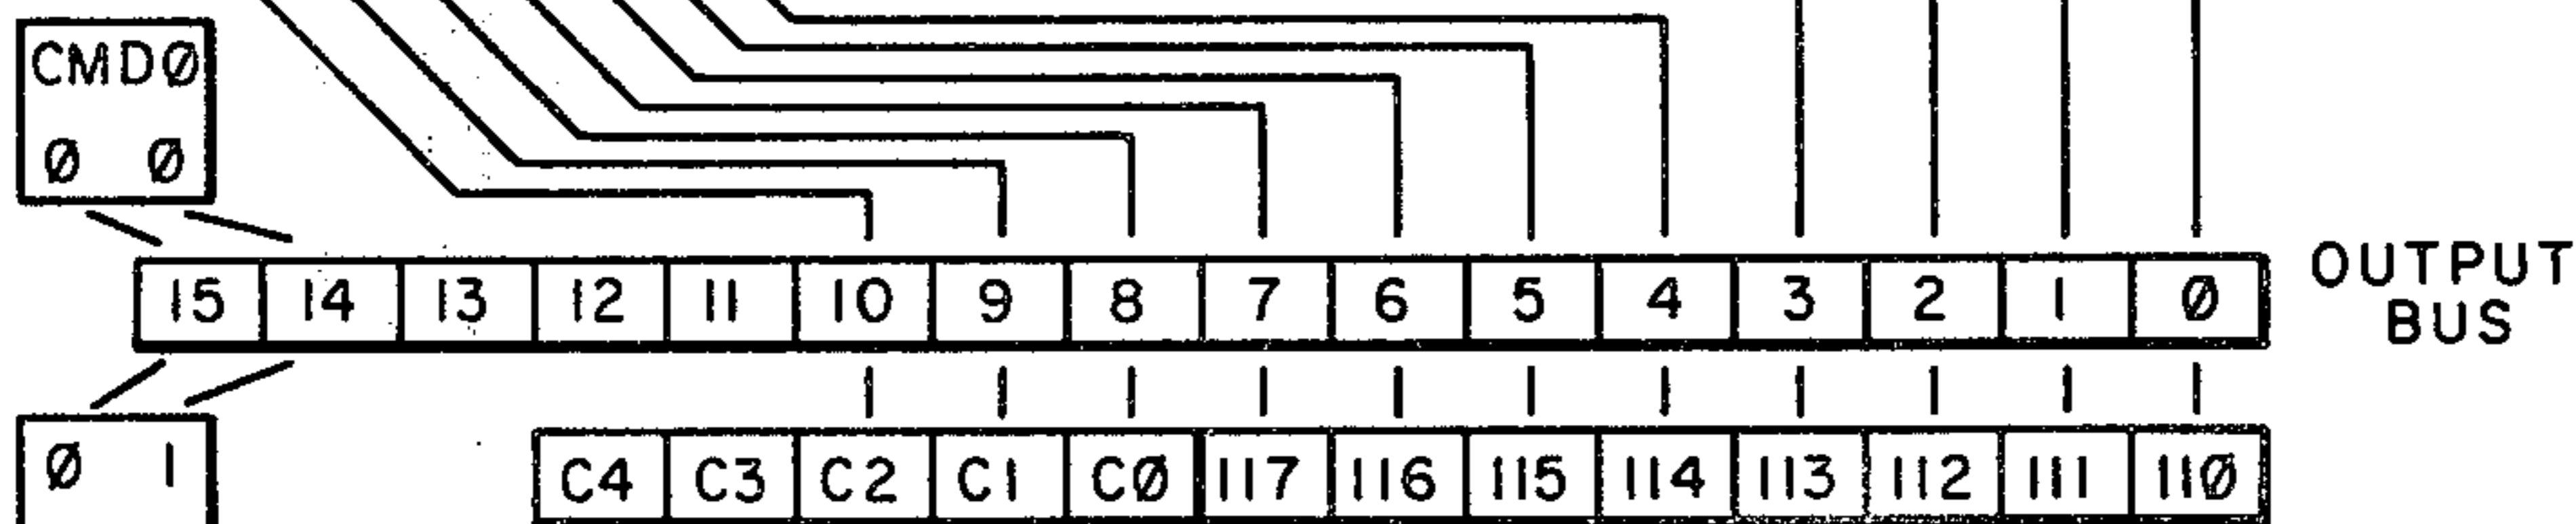 CMDØ
Ø Ø
15 14 13 12 11 10 9 8 7 6 5 4 3 2 1 Ø
OUTPUT
BUS
Ø 1
C4 C3 C2 C1 CØ 117 116 115 114 113 112 111 11Ø